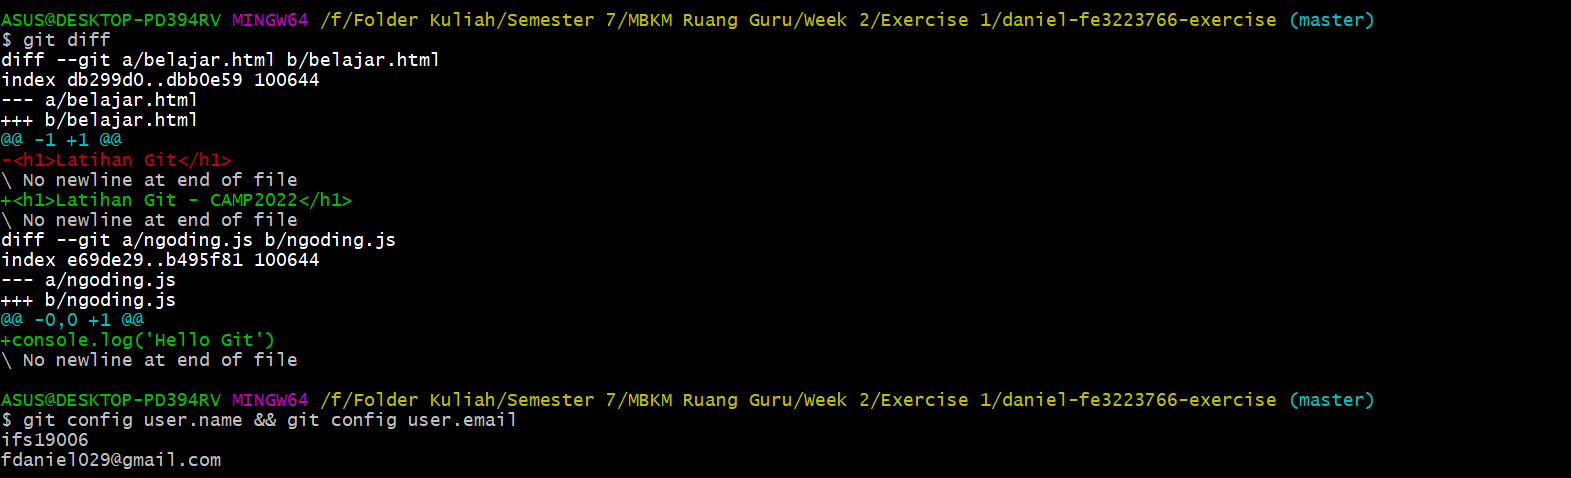 ASUS@DESKTOP-PD394RV MINGW64 /f/Folder Kuliah/Semester 7/MBKM Ruang Guru/Week 2/Exercise 1/daniel-fe3223766-exercise (master)
$ git diff
diff --git a/belajar.html b/belajar.html
index db299d0..dbb0e59 100644
--- a/belajar.html
+++ b/belajar.html
@@ -1 +1 @@
-<h1>Latihan Git</h1>
\ No newline at end of file
+<h1>Latihan Git - CAMP2022</h1>
\ No newline at end of file
diff --git a/ngoding.js b/ngoding.js
index e69de29..b495f81 100644
--- a/ngoding.js
+++ b/ngoding.js
@@ -0,0 +1 @@
+console.log('Hello Git')
\ No newline at end of file
ASUS@DESKTOP-PD394RV MINGW64 /f/Folder Kuliah/Semester 7/MBKM Ruang Guru/Week 2/Exercise 1/daniel-fe3223766-exercise (master)
$ git config user.name && git config user.email
ifs19006
fdaniel029@gmail.com